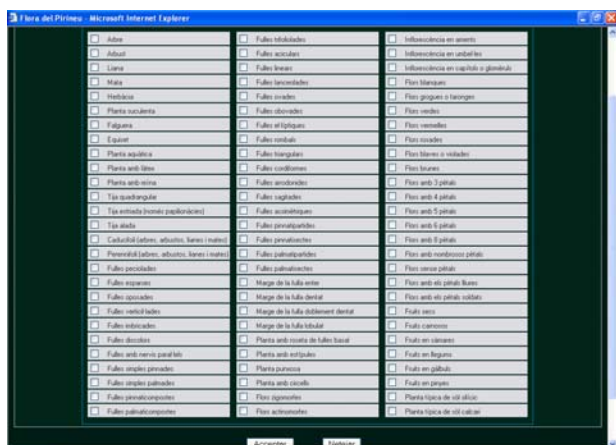 Flora del Pirineu - Microsoft Internet Explorer
Arbre
Arbust
Liana
Mata
Herbàcia
Planta suculenta
Falguera
Equiset
Planta aquàtica
Planta amb làtex
Planta amb reïna
Tija quadrangular
Tija estriada (només papilionàcies)
Tija alada
Caducifoli (arbres, arbustos, lianes i mates)
Perennifoli (arbres, arbustos, lianes i mates)
Fulles peciolades
Fulles esparses
Fulles oposades
Fulles verticil·lades
Fulles imbricades
Fulles discolors
Fulles amb nervis paral·lels
Fulles simples pinnades
Fulles simples palmades
Fulles pinnaticompostes
Fulles palmaticompostes
Fulles trifoliolades
Fulles aciculars
Fulles linears
Fulles lanceolades
Fulles ovades
Fulles obovades
Fulles el·líptiques
Fulles rombals
Fulles triangulars
Fulles cordiformes
Fulles arrodonides
Fulles sagitades
Fulles assimètriques
Fulles pinnatipartides
Fulles pinnatisectes
Fulles palmatipartides
Fulles palmatisectes
Marge de la fulla enter
Marge de la fulla dentat
Marge de la fulla doblement dentat
Marge de la fulla lobulat
Planta amb roseta de fulles basal
Planta amb estípules
Planta punxosa
Planta amb circells
Flors zigomorfes
Flors actinomorfes
Inflorescència en aments
Inflorescència en umbel·les
Inflorescència en capítols o glomèruls
Flors blanques
Flors grogues o taronges
Flors verdes
Flors vermelles
Flors rosades
Flors blaves o violades
Flors brunes
Flors amb 3 pètals
Flors amb 4 pètals
Flors amb 5 pètals
Flors amb 6 pètals
Flors amb 8 pètals
Flors amb nombrosos pètals
Flors sense pètals
Flors amb els pètals lliures
Flors amb els pètals soldats
Fruits secs
Fruits carnosos
Fruits en sàmares
Fruits en llegums
Fruits en gàlbuls
Fruits en pinyes
Planta típica de sòl silícic
Planta típica de sòl calcari
Acceptar
Netejar